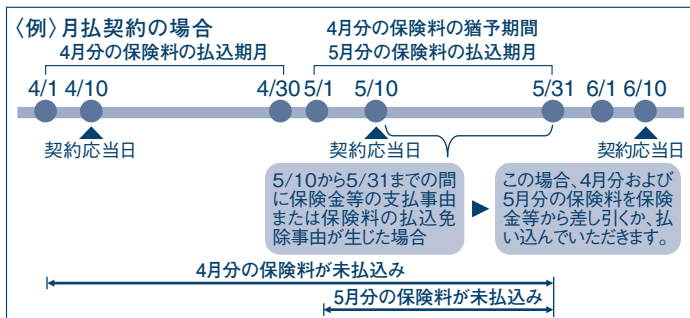 〈例〉月払契約の場合
4月分の保険料の猶予期間
4月分の保険料の払込期月
5月分の保険料の払込期月
4/1 4/10 4/30 5/1 5/10 5/31 6/1 6/10
契約応当日 契約応当日 契約応当日
5/10から5/31までの間
に保険金等の支払事由
または保険料の払込免
除事由が生じた場合
この場合、4月分および
5月分の保険料を保険
金等から差し引くか、払
い込んでいただきます。
4月分の保険料が未払込み
5月分の保険料が未払込み